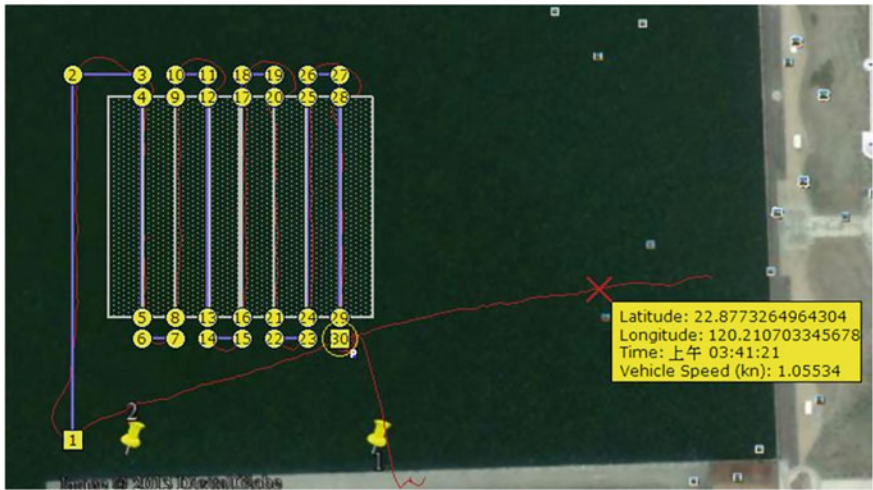 2 3 10 11 18 19 26 27
4 9 12 17 20 25 28
5 8 13 16 21 24 29
6 7 14 15 22 23 30
P
Latitude: 22.8773264964304
Longitude: 120.210703345678
Time: 上午 03:41:21
Vehicle Speed (kn): 1.05534
2
1
1